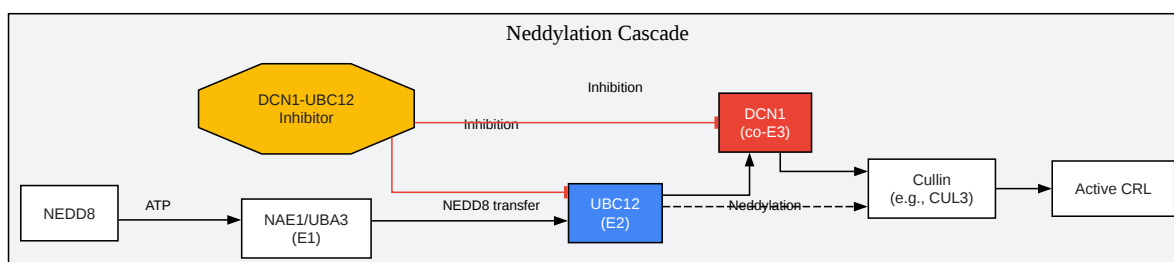 Neddylation Cascade
Inhibition
DCN1-UBC12
Inhibitor
Inhibition
DCN1
(co-E3)
NEDD8
ATP
NAE1/UBA3
(E1)
NEDD8 transfer
UBC12
(E2)
Neddylation
Cullin
(e.g., CUL3)
Active CRL